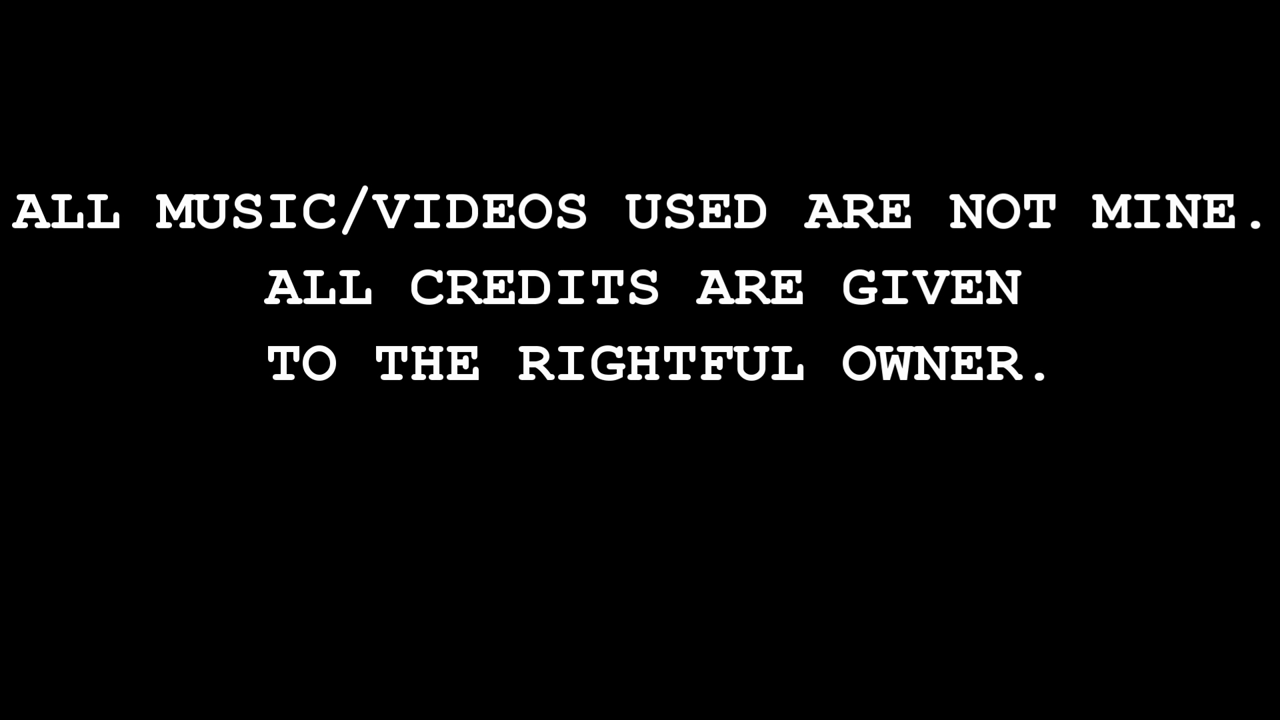 ALL MUSIC/VIDEOS USED ARE NOT MINE.
ALL CREDITS ARE GIVEN
TO THE RIGHTFUL OWNER.